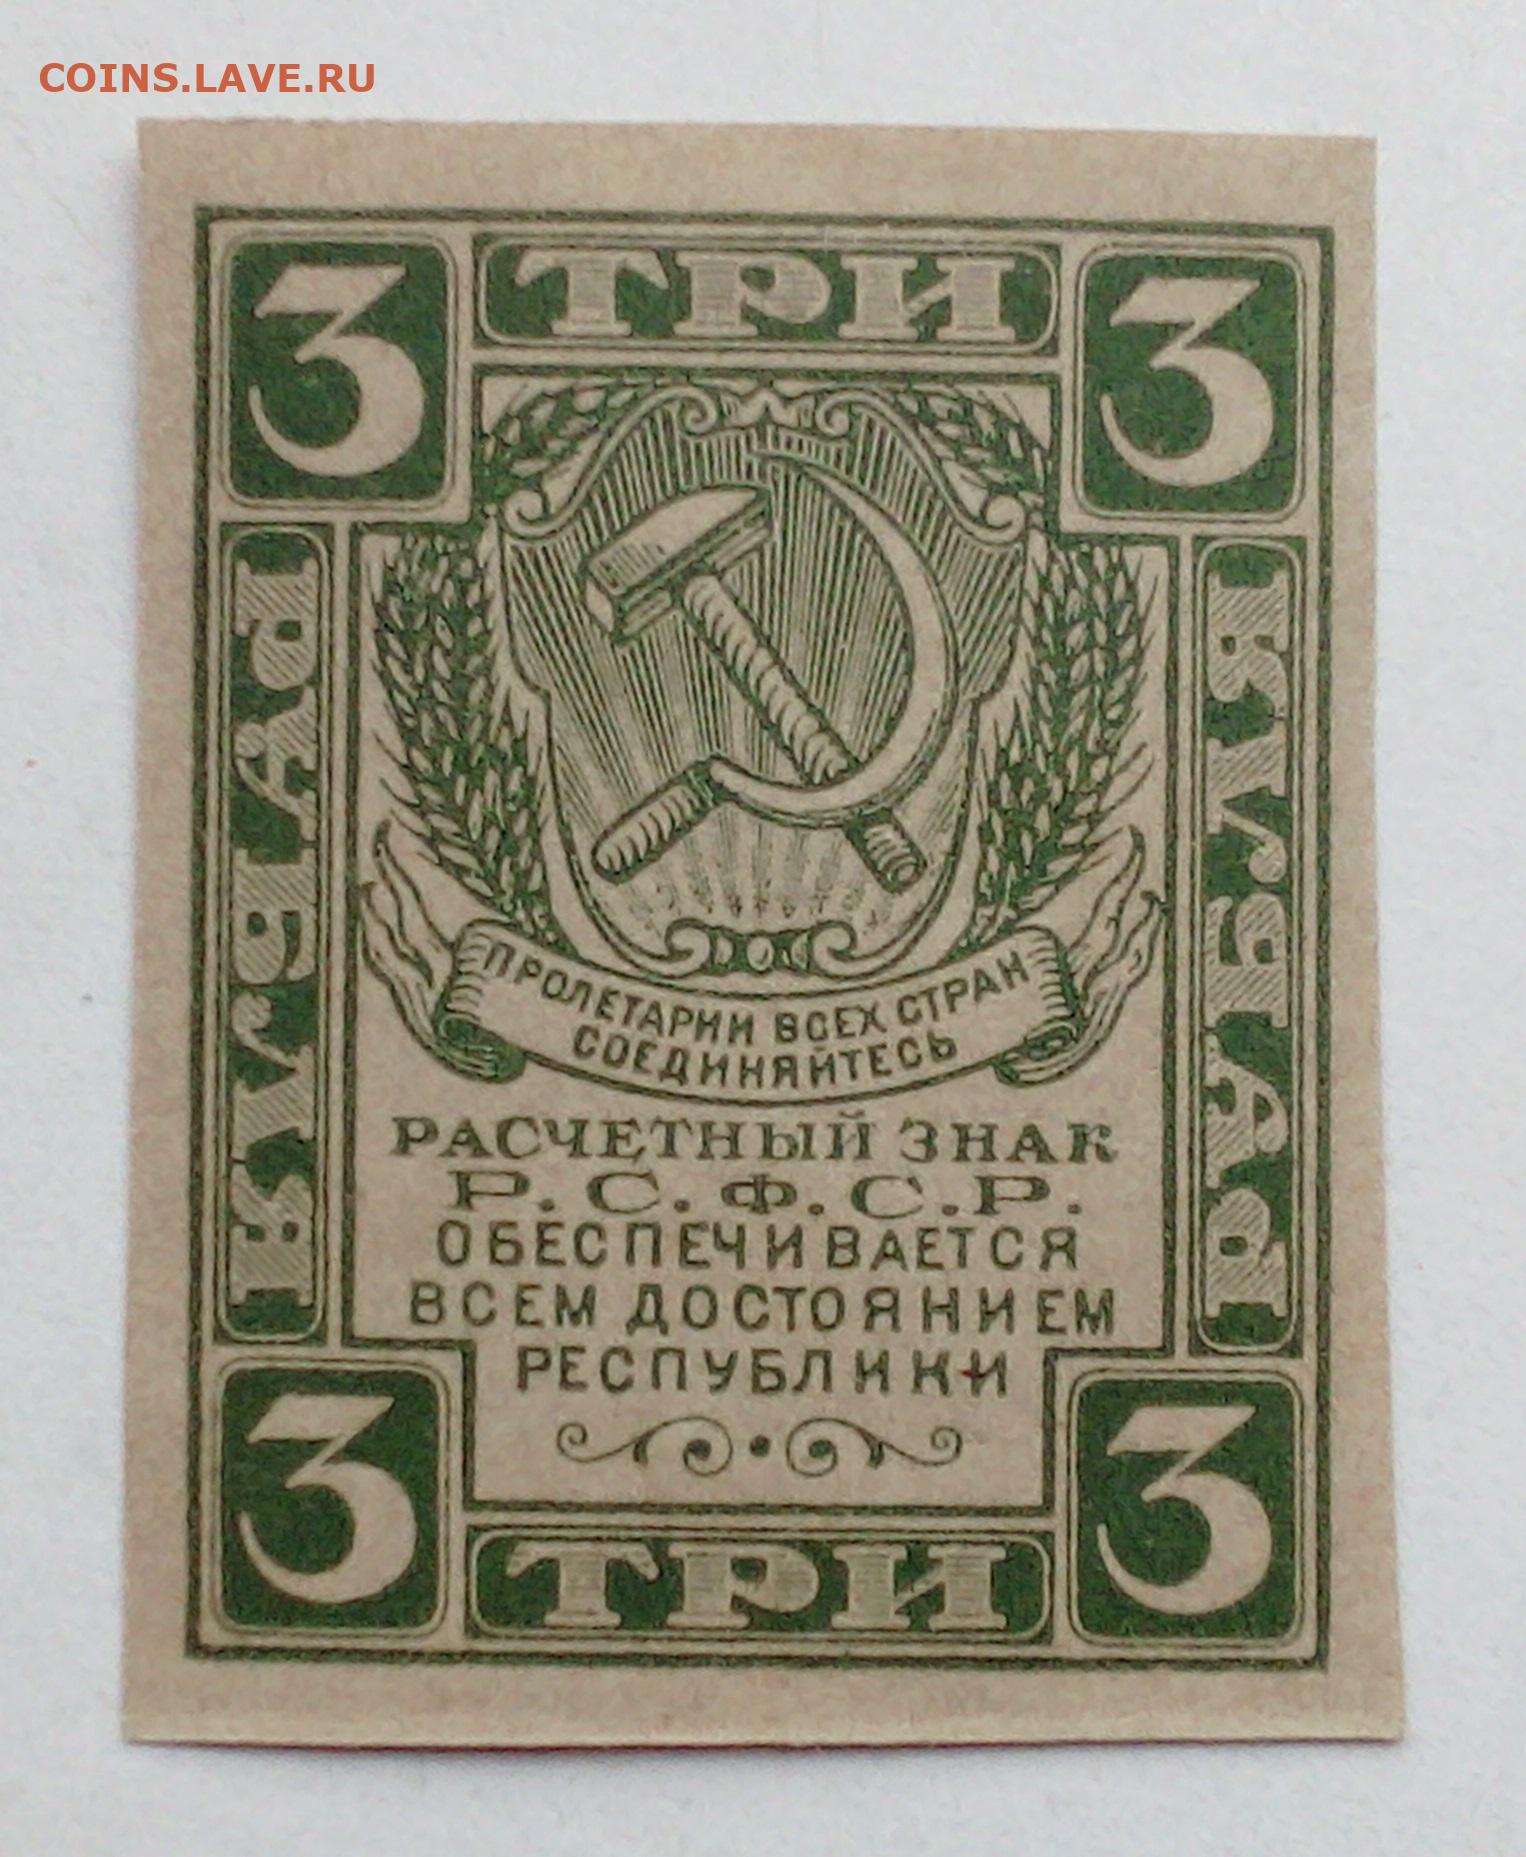 COINS.LAVE.RU
3 ТРИ 3
РУБЛЯ
РУБЛЯ
ПРОЛЕТАРИИ ВСЕХ СТРАН
СОЕДИНЯЙТЕСЬ
РАСЧЕТНЫЙ ЗНАК
Р.С.Ф.С.Р.
ОБЕСПЕЧИВАЕТСЯ
ВСЕМ ДОСТОЯНИЕМ
РЕСПУБЛИКИ
3 ТРИ 3